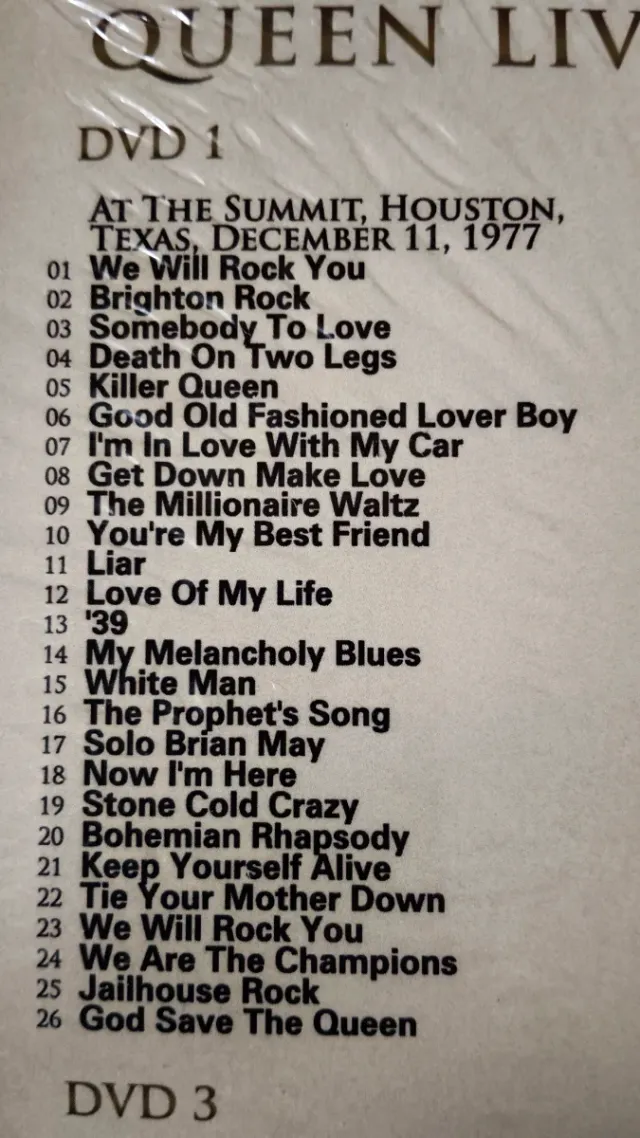 QUEEN LIV
DVD 1
AT THE SUMMIT, HOUSTON,
TEXAS, DECEMBER 11, 1977
01 We Will Rock You
02 Brighton Rock
03 Somebody To Love
04 Death On Two Legs
05 Killer Queen
06 Good Old Fashioned Lover Boy
07 I'm In Love With My Car
08 Get Down Make Love
09 The Millionaire Waltz
10 You're My Best Friend
11 Liar
12 Love Of My Life
13 '39
14 My Melancholy Blues
15 White Man
16 The Prophet's Song
17 Solo Brian May
18 Now I'm Here
19 Stone Cold Crazy
20 Bohemian Rhapsody
21 Keep Yourself Alive
22 Tie Your Mother Down
23 We Will Rock You
24 We Are The Champions
25 Jailhouse Rock
26 God Save The Queen
DVD 3